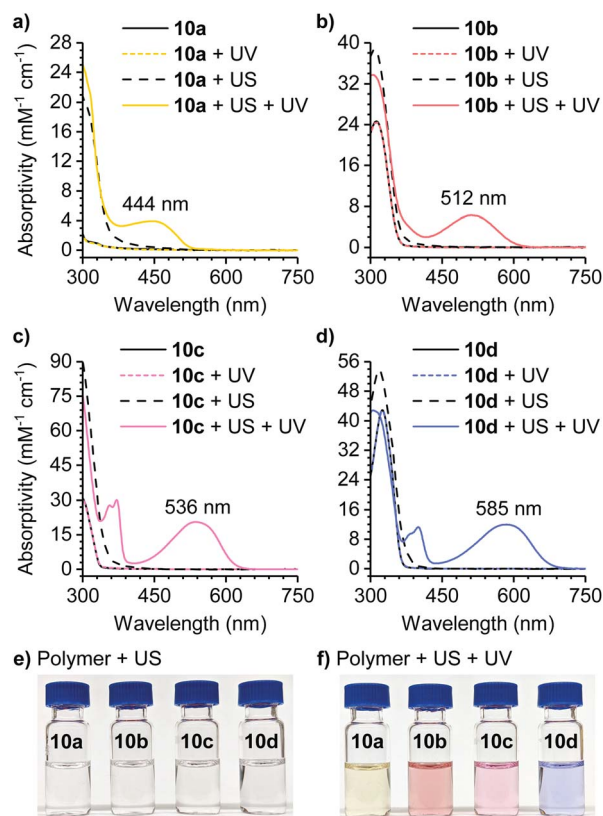 a)
10a
10a + UV
10a + US
10a + US + UV
444 nm
Absorptivity (mM-1 cm-1)
28
24
20
16
12
8
4
0
300 450 600 750
Wavelength (nm)
b)
10b
10b + UV
10b + US
10b + US + UV
512 nm
40
32
24
16
8
0
300 450 600 750
Wavelength (nm)
c)
10c
10c + UV
10c + US
10c + US + UV
536 nm
Absorptivity (mM-1 cm-1)
90
75
60
45
30
15
0
300 450 600 750
Wavelength (nm)
d)
10d
10d + UV
10d + US
10d + US + UV
585 nm
56
48
40
32
24
16
8
0
300 450 600 750
Wavelength (nm)
e) Polymer + US
10a 10b 10c 10d
f) Polymer + US + UV
10a 10b 10c 10d